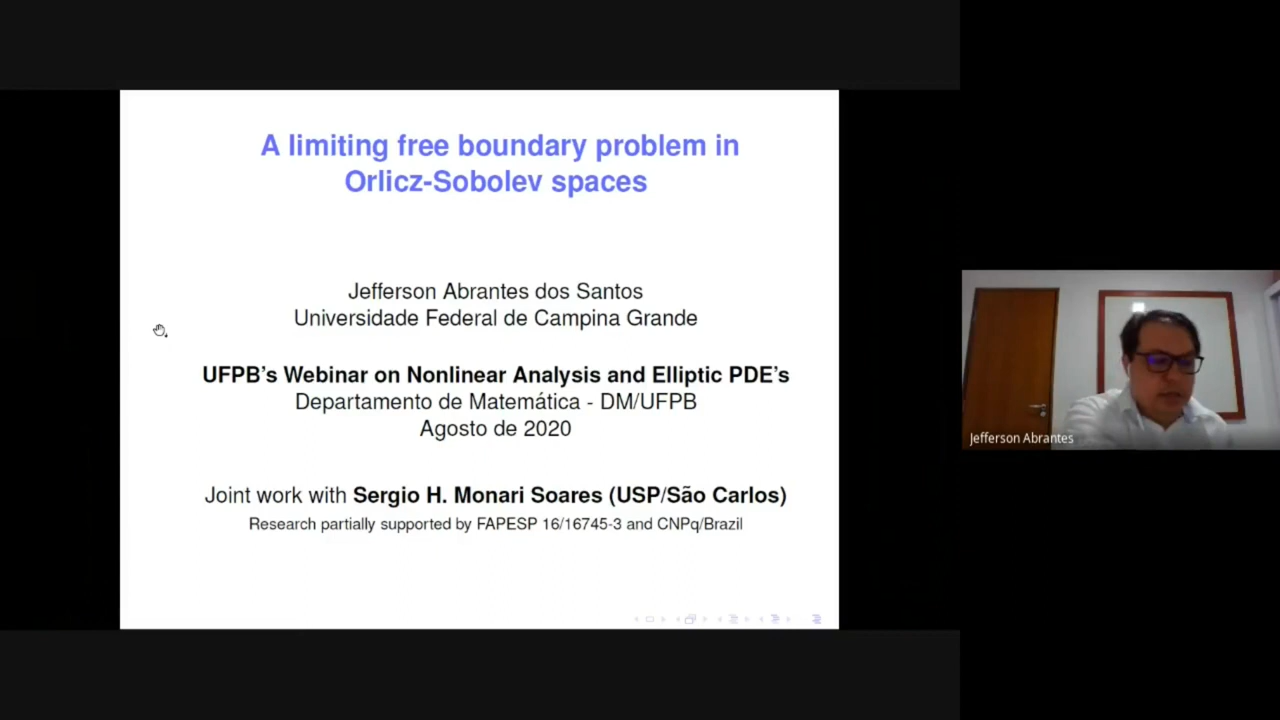 A limiting free boundary problem in
Orlicz-Sobolev spaces
Jefferson Abrantes dos Santos
Universidade Federal de Campina Grande
UFPB's Webinar on Nonlinear Analysis and Elliptic PDE's
Departamento de Matemática - DM/UFPB
Agosto de 2020
Joint work with Sergio H. Monari Soares (USP/São Carlos)
Research partially supported by FAPESP 16/16745-3 and CNPq/Brazil
Jefferson Abrantes